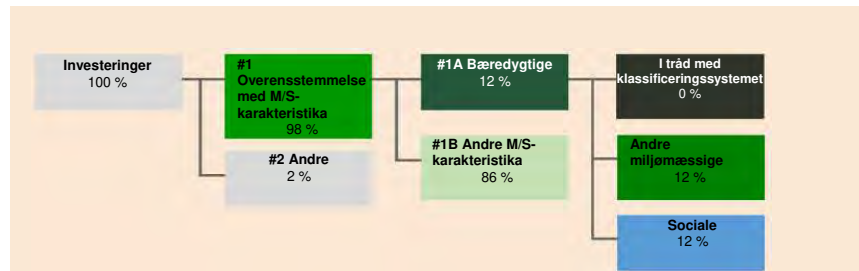 Investeringer
100 %
#1
Overensstemmelse
med M/S-
karakteristika
98 %
#2 Andre
2 %
#1A Bæredygtige
12 %
#1B Andre M/S-
karakteristika
86 %
I tråd med
klassificeringssystemet
0 %
Andre
miljømæssige
12 %
Sociale
12 %